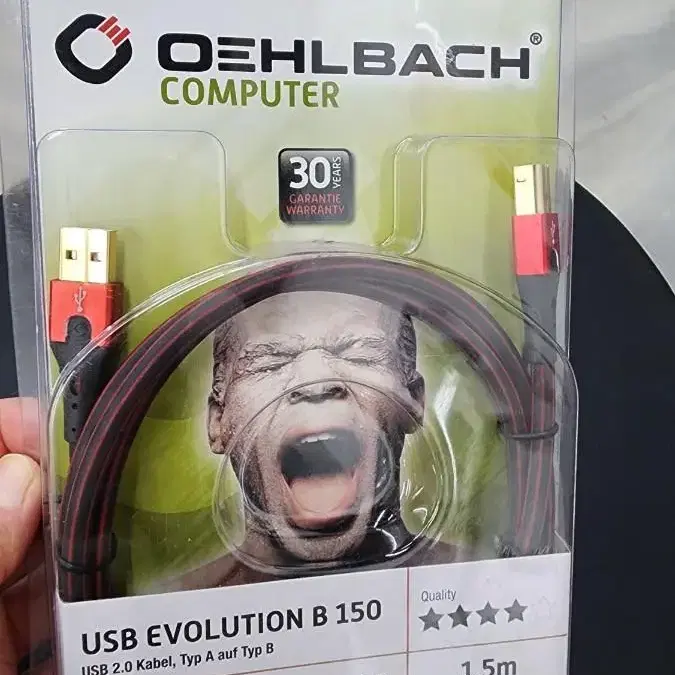 OEHLBACH®
COMPUTER
30 YEARS
GARANTIE
WARRANTY
USB EVOLUTION B 150
Quality
USB 2.0 Kabel, Typ A auf Typ B
1.5m